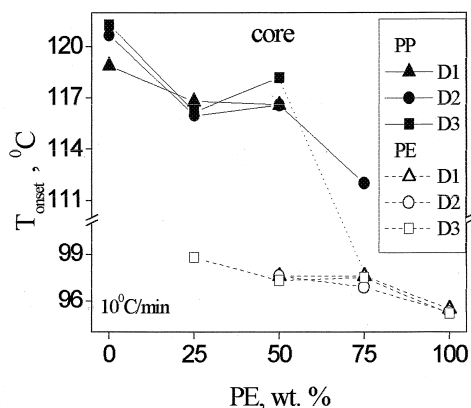 core
PP
D1
D2
D3
PE
D1
D2
D3
120
117
114
111
99
96
T onset , ⁰C
10⁰C/min
0
25
50
75
100
PE, wt. %